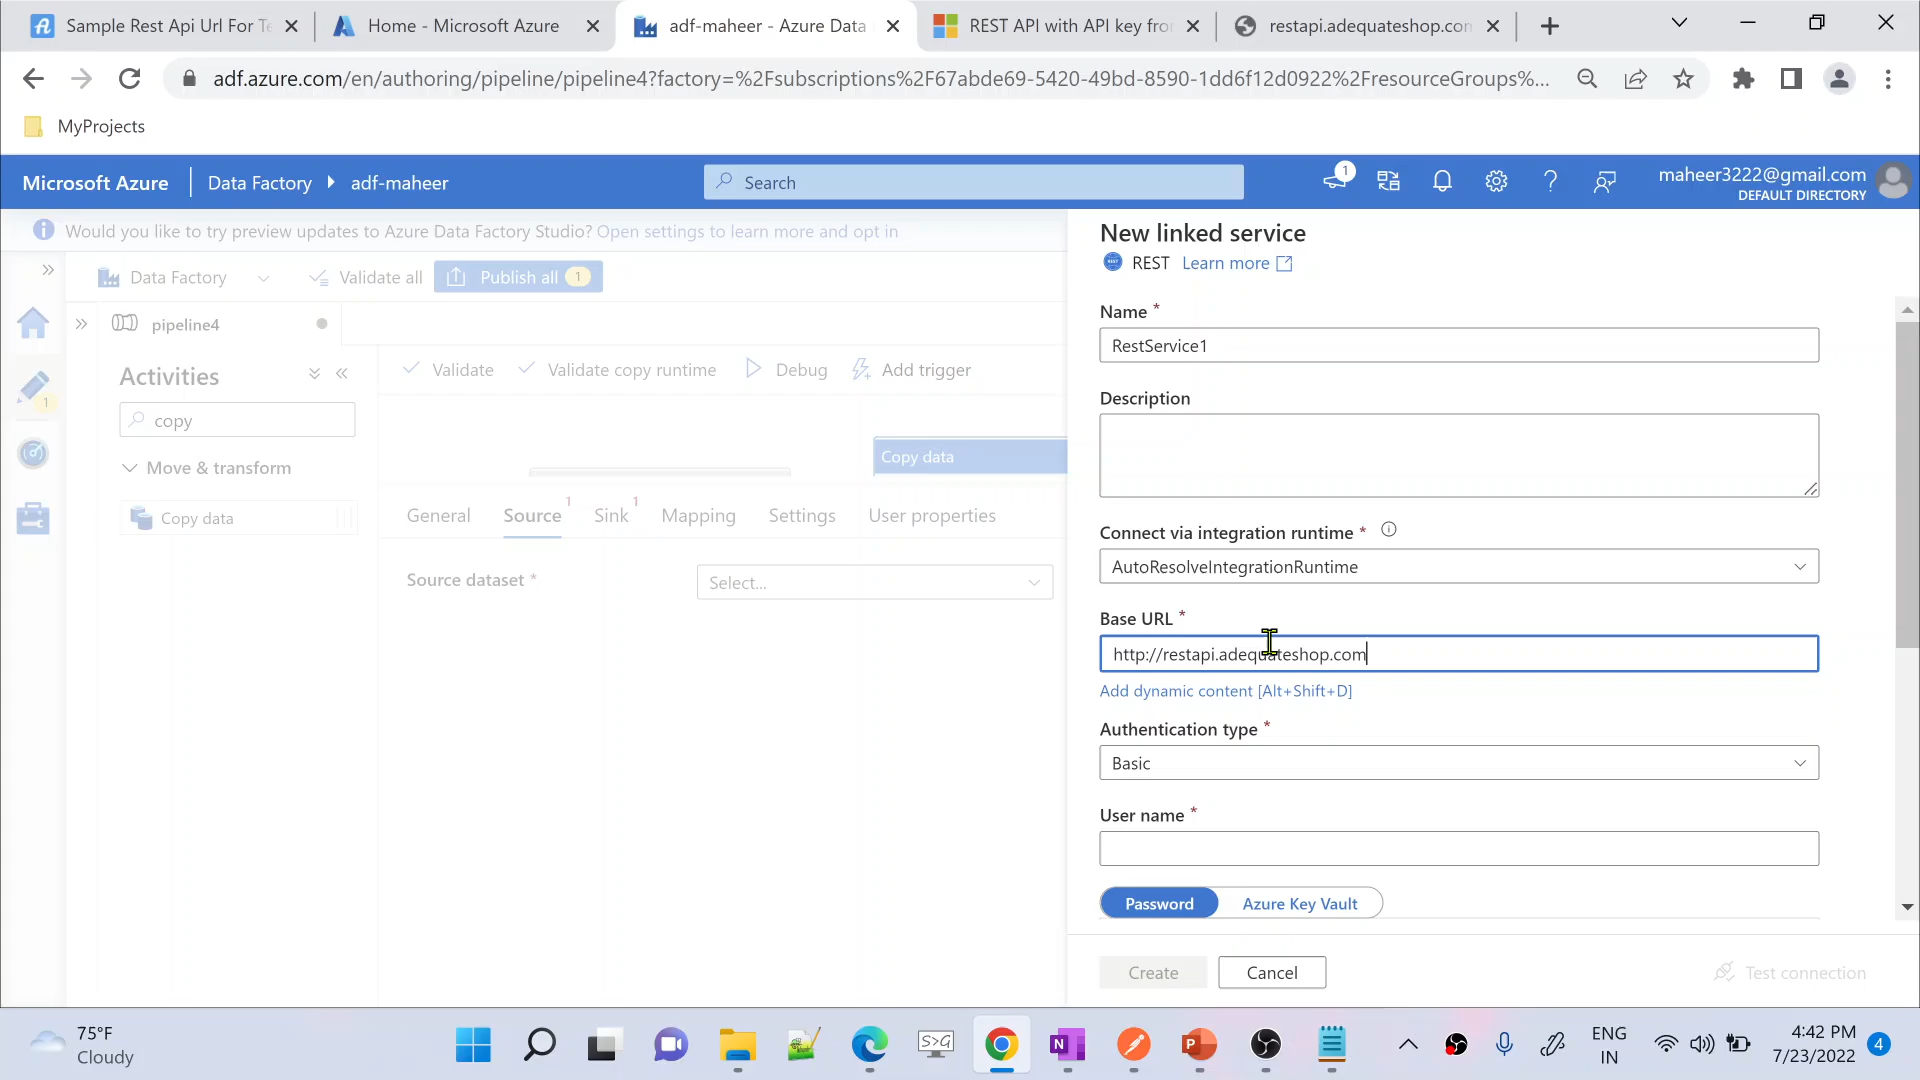 Sample Rest Api Url For Te
Home - Microsoft Azure
adf-maheer - Azure Data
REST API with API key fro
restapi.adequateshop.co
adf.azure.com/en/authoring/pipeline/pipeline4?factory=%2Fsubscriptions%2F67abde69-5420-49bd-8590-1dd6f12d0922%2FresourceGroups%...
MyProjects
Microsoft Azure
Data Factory
adf-maheer
Search
1
maheer3222@gmail.com
DEFAULT DIRECTORY
Would you like to try preview updates to Azure Data Factory Studio? Open settings to learn more and opt in
New linked service
REST Learn more
Data Factory
Validate all
Publish all 1
pipeline4
Name *
RestService1
Activities
Validate
Validate copy runtime
Debug
Add trigger
1
copy
Description
Copy data
Move & transform
General
Source 1
Sink 1
Mapping
Settings
User properties
Copy data
Connect via integration runtime *
AutoResolveIntegrationRuntime
Source dataset *
Select...
Base URL *
http://restapi.adequateshop.com
Add dynamic content [Alt+Shift+D]
Authentication type *
Basic
User name *
Password
Azure Key Vault
Create
Cancel
Test connection
75°F
Cloudy
S>G
N
P
ENG
IN
4:42 PM
7/23/2022
4